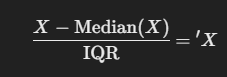 X − Median(X)
IQR
= ′X